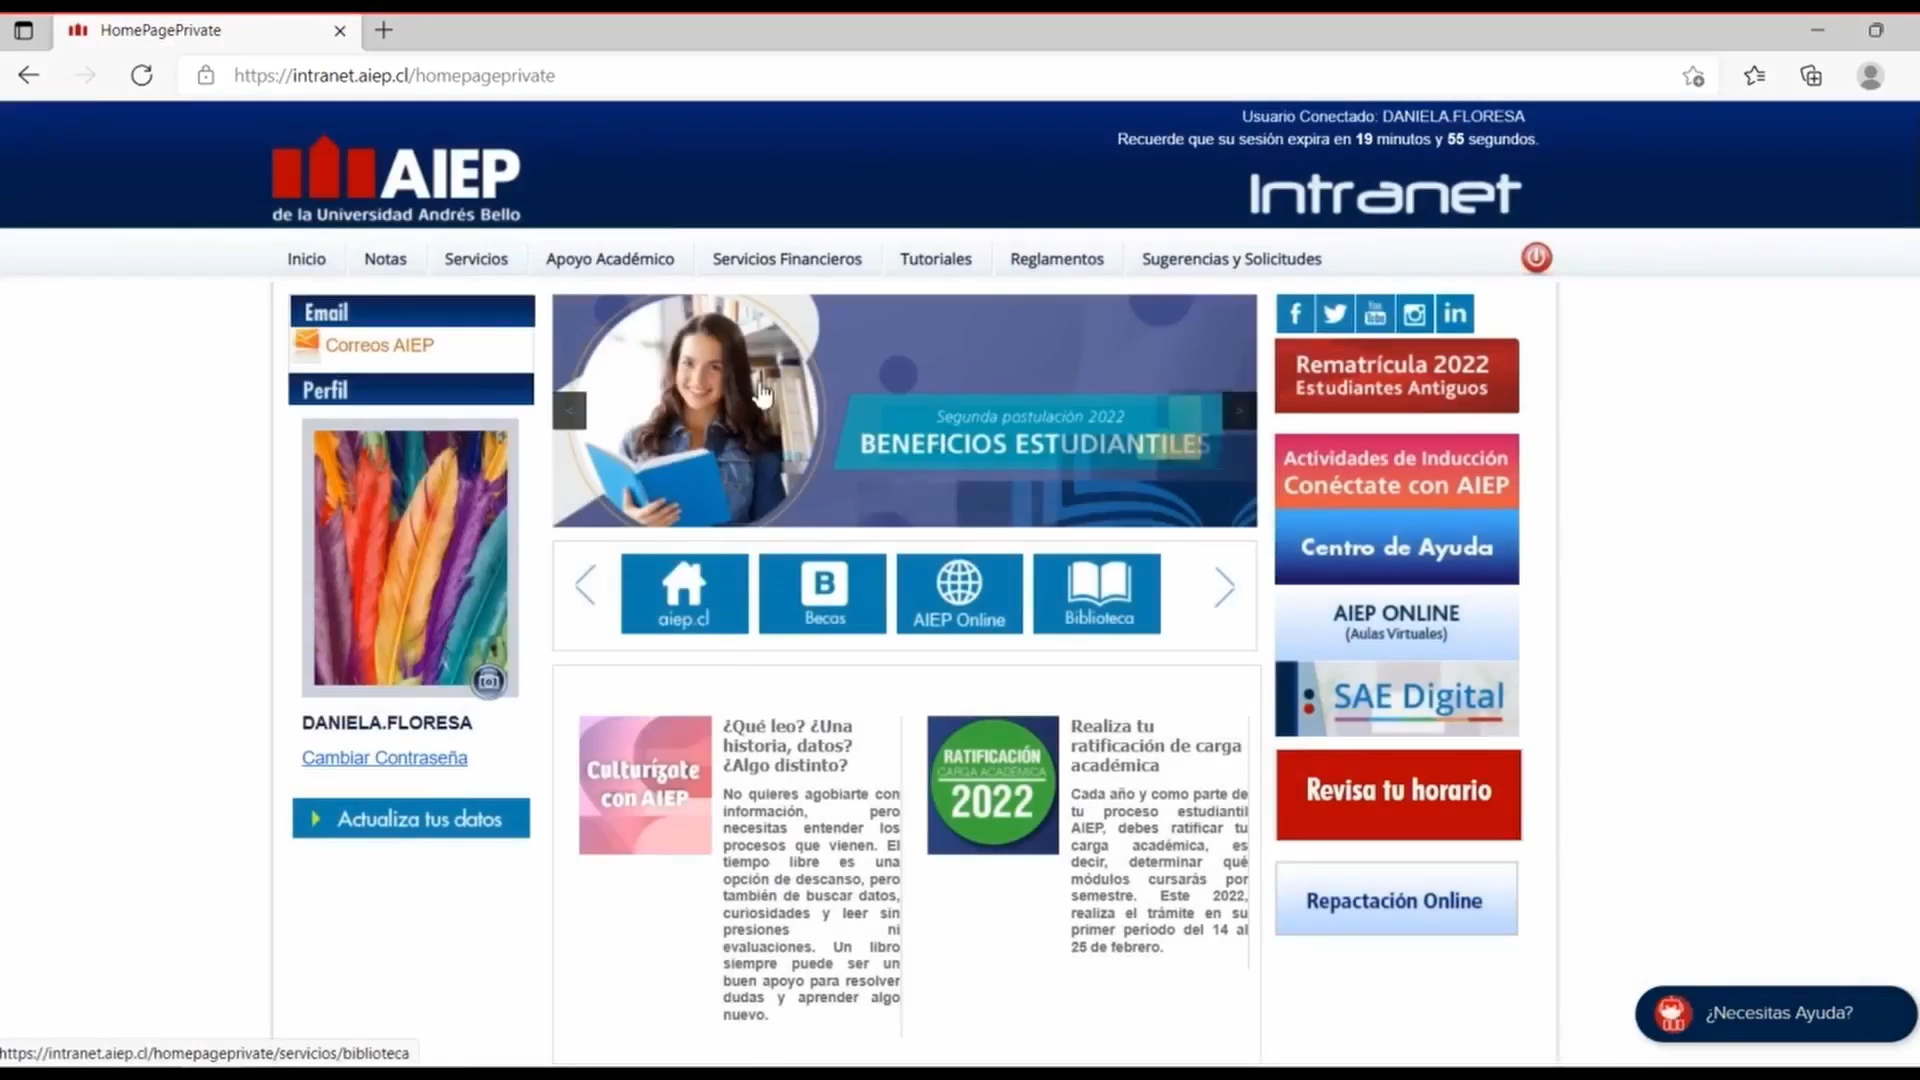 HomePagePrivate
https://intranet.aiep.cl/homepageprivate
Usuario Conectado: DANIELA.FLORESA
Recuerde que su sesión expira en 19 minutos y 55 segundos.
AIEP
de la Universidad Andrés Bello
Intranet
Inicio
Notas
Servicios
Apoyo Académico
Servicios Financieros
Tutoriales
Reglamentos
Sugerencias y Solicitudes
Email
Correos AIEP
Perfil
DANIELA.FLORESA
Cambiar Contraseña
Actualiza tus datos
<
Segunda postulación 2022
BENEFICIOS ESTUDIANTILES
>
aiep.cl
B
Becas
AIEP Online
Biblioteca
Culturízate
con AIEP
¿Qué leo? ¿Una
historia, datos?
¿Algo distinto?
No quieres agobiarte con
información, pero
necesitas entender los
procesos que vienen. El
tiempo libre es una
opción de descanso, pero
también de buscar datos,
curiosidades y leer sin
presiones ni
evaluaciones. Un libro
siempre puede ser un
buen apoyo para resolver
dudas y aprender algo
nuevo.
RATIFICACIÓN
CARGA ACADÉMICA
2022
Realiza tu
ratificación de carga
académica
Cada año y como parte de
tu proceso estudiantil
AIEP, debes ratificar tu
carga académica, es
decir, determinar qué
módulos cursarás por
semestre. Este 2022,
realiza el trámite en su
primer periodo del 14 al
25 de febrero.
f
You
Tube
in
Rematrícula 2022
Estudiantes Antiguos
Actividades de Inducción
Conéctate con AIEP
Centro de Ayuda
AIEP ONLINE
(Aulas Virtuales)
SAE Digital
Revisa tu horario
Repactación Online
¿Necesitas Ayuda?
https://intranet.aiep.cl/homepageprivate/servicios/biblioteca